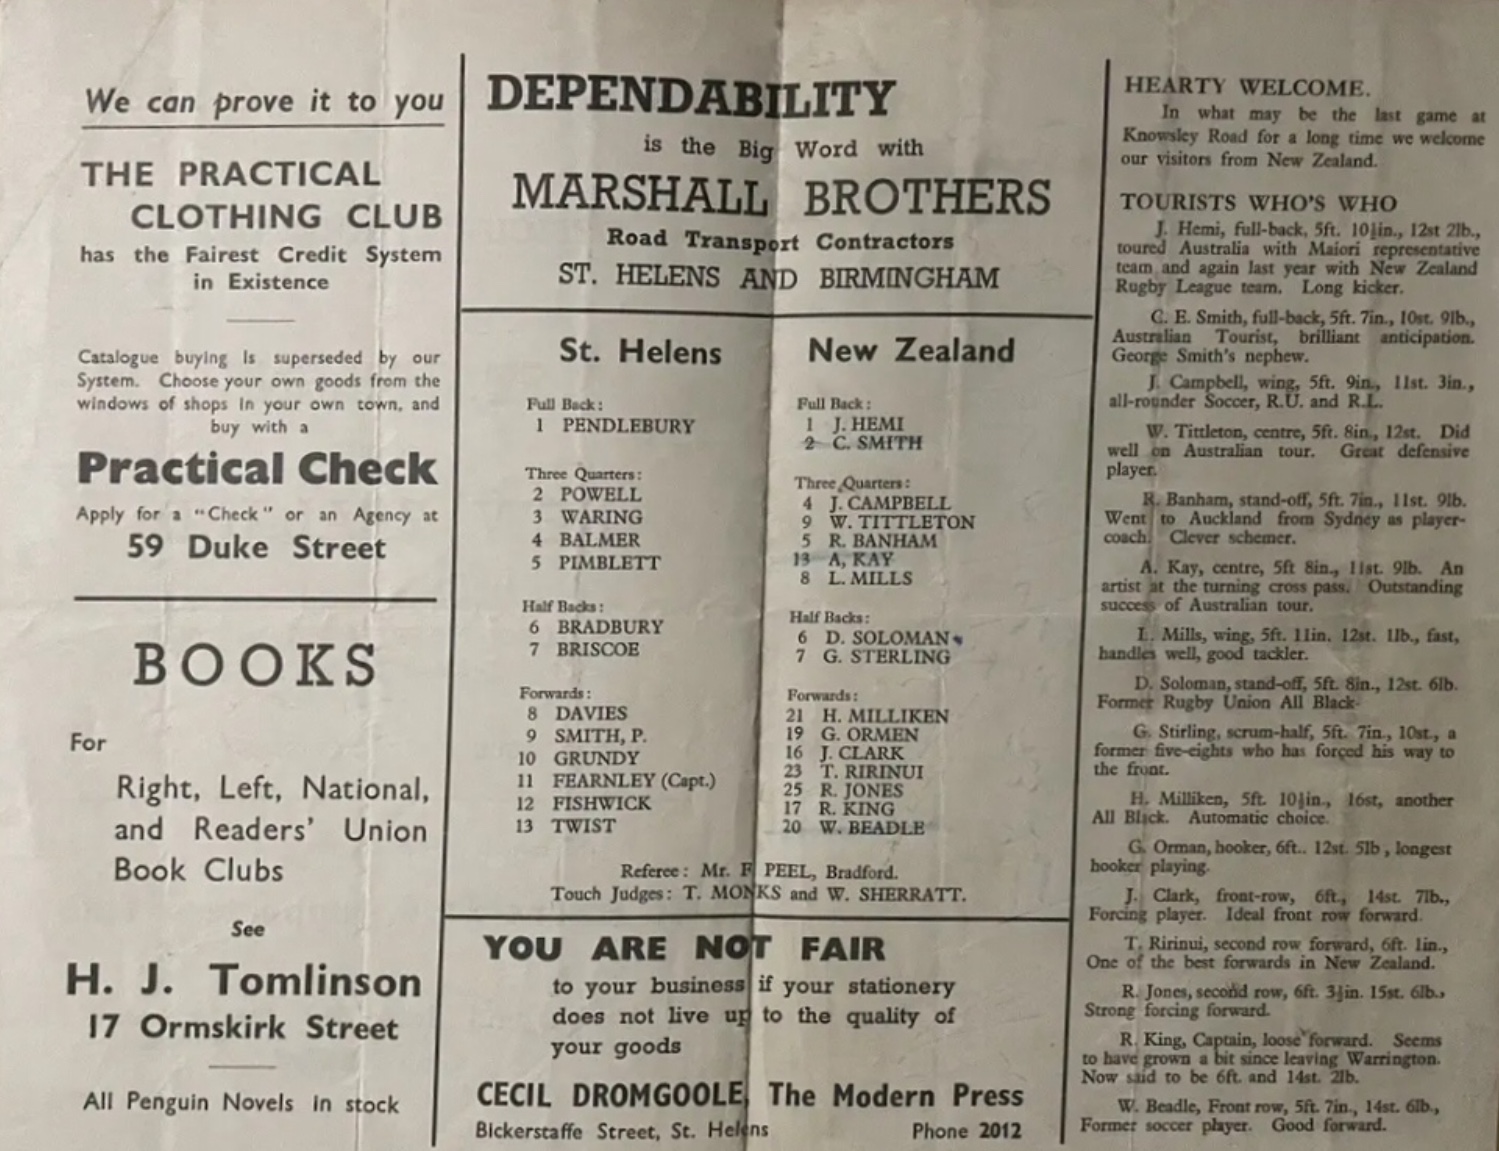 We can prove it to you
THE PRACTICAL
CLOTHING CLUB
has the Fairest Credit System
in Existence
Catalogue buying is superseded by our
System. Choose your own goods from the
windows of shops in your own town, and
buy with a
Practical Check
Apply for a "Check" or an Agency at
59 Duke Street
BOOKS
For
Right, Left, National,
and Readers' Union
Book Clubs
See
H. J. Tomlinson
17 Ormskirk Street
All Penguin Novels in stock
DEPENDABILITY
is the Big Word with
MARSHALL BROTHERS
Road Transport Contractors
ST. HELENS AND BIRMINGHAM
St. Helens
Full Back:
1 PENDLEBURY
Three Quarters:
2 POWELL
3 WARING
4 BALMER
5 PIMBLETT
Half Backs:
6 BRADBURY
7 BRISCOE
Forwards:
8 DAVIES
9 SMITH, P.
10 GRUNDY
11 FEARNLEY (Capt.)
12 FISHWICK
13 TWIST
New Zealand
Full Back:
1 J. HEMI
2 C. SMITH
Three Quarters:
4 J. CAMPBELL
9 W. TITTLETON
5 R. BANHAM
13 A, KAY
8 L. MILLS
Half Backs:
6 D. SOLOMAN
7 G. STERLING
Forwards:
21 H. MILLIKEN
19 G. ORMEN
16 J. CLARK
23 T. RIRINUI
25 R. JONES
17 R. KING
20 W. BEADLE
Referee: Mr. F PEEL, Bradford.
Touch Judges: T. MONKS and W. SHERRATT.
YOU ARE NOT FAIR
to your business if your stationery
does not live up to the quality of
your goods
CECIL DROMGOOLE, The Modern Press
Bickerstaffe Street, St. Helens Phone 2012
HEARTY WELCOME.
In what may be the last game at
Knowsley Road for a long time we welcome
our visitors from New Zealand.
TOURISTS WHO'S WHO
J. Hemi, full-back, 5ft. 10½in., 12st 2lb.,
toured Australia with Maiori representative
team and again last year with New Zealand
Rugby League team. Long kicker.
C. E. Smith, full-back, 5ft. 7in., 10st. 9lb.,
Australian Tourist, brilliant anticipation.
George Smith's nephew.
J. Campbell, wing, 5ft. 9in., 11st. 3in.,
all-rounder Soccer, R.U. and R.L.
W. Tittleton, centre, 5ft. 8in., 12st. Did
well on Australian tour. Great defensive
player.
R. Banham, stand-off, 5ft. 7in., 11st. 9lb.
Went to Auckland from Sydney as player-
coach. Clever schemer.
A. Kay, centre, 5ft 8in., 11st. 9lb. An
artist at the turning cross pass. Outstanding
success of Australian tour.
L. Mills, wing, 5ft. 11in. 12st. 1lb., fast,
handles well, good tackler.
D. Soloman, stand-off, 5ft. 8in., 12st. 6lb.
Former Rugby Union All Black.
G. Stirling, scrum-half, 5ft. 7in., 10st., a
former five-eights who has forced his way to
the front.
H. Milliken, 5ft. 10½in., 16st, another
All Black. Automatic choice.
G. Orman, hooker, 6ft.. 12st. 5lb, longest
hooker playing.
J. Clark, front-row, 6ft., 14st. 7lb.,
Forcing player. Ideal front row forward.
T. Ririnui, second row forward, 6ft. 1in.,
One of the best forwards in New Zealand.
R. Jones, second row, 6ft. 3½in. 15st. 6lb.,
Strong forcing forward.
R. King, Captain, loose forward. Seems
to have grown a bit since leaving Warrington.
Now said to be 6ft. and 14st. 2lb.
W. Beadle, Front row, 5ft. 7in., 14st. 6lb.,
Former soccer player. Good forward.